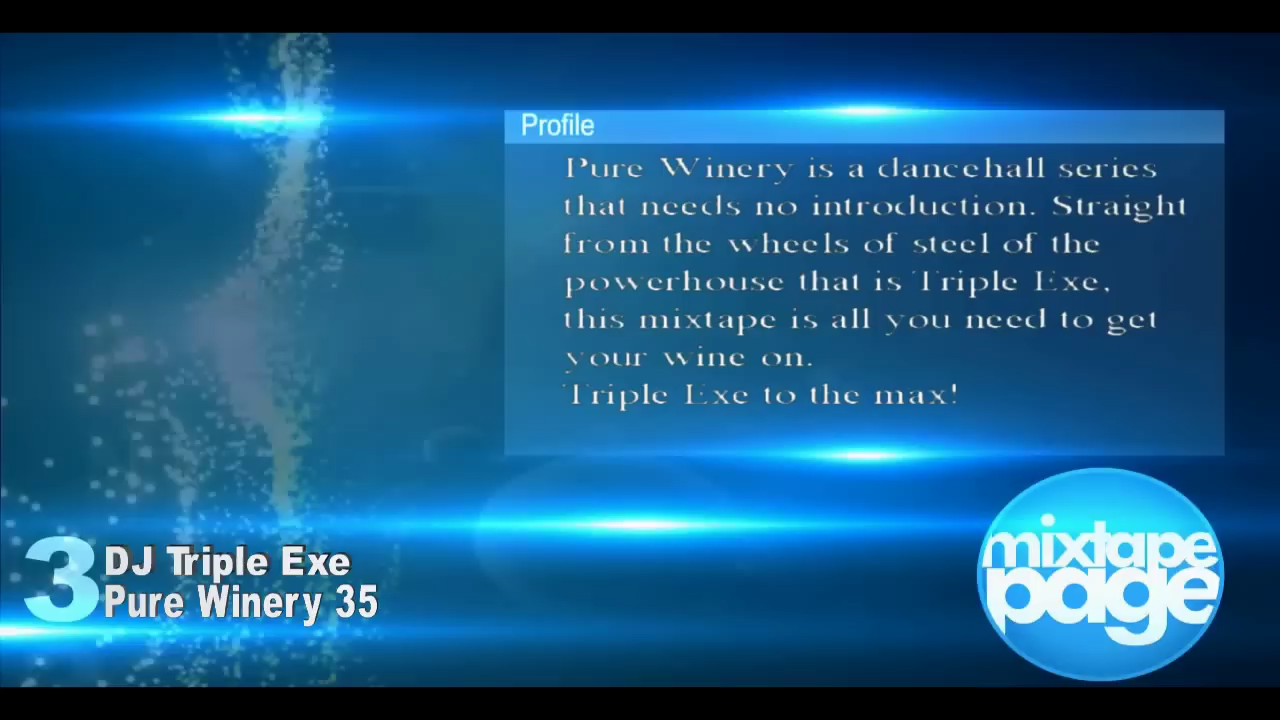 Profile
Pure Winery is a dancehall series
that needs no introduction. Straight
from the wheels of steel of the
powerhouse that is Triple Exe,
this mixtape is all you need to get
your wine on.
Triple Exe to the max!
3
DJ Triple Exe
Pure Winery 35
mixtape
page